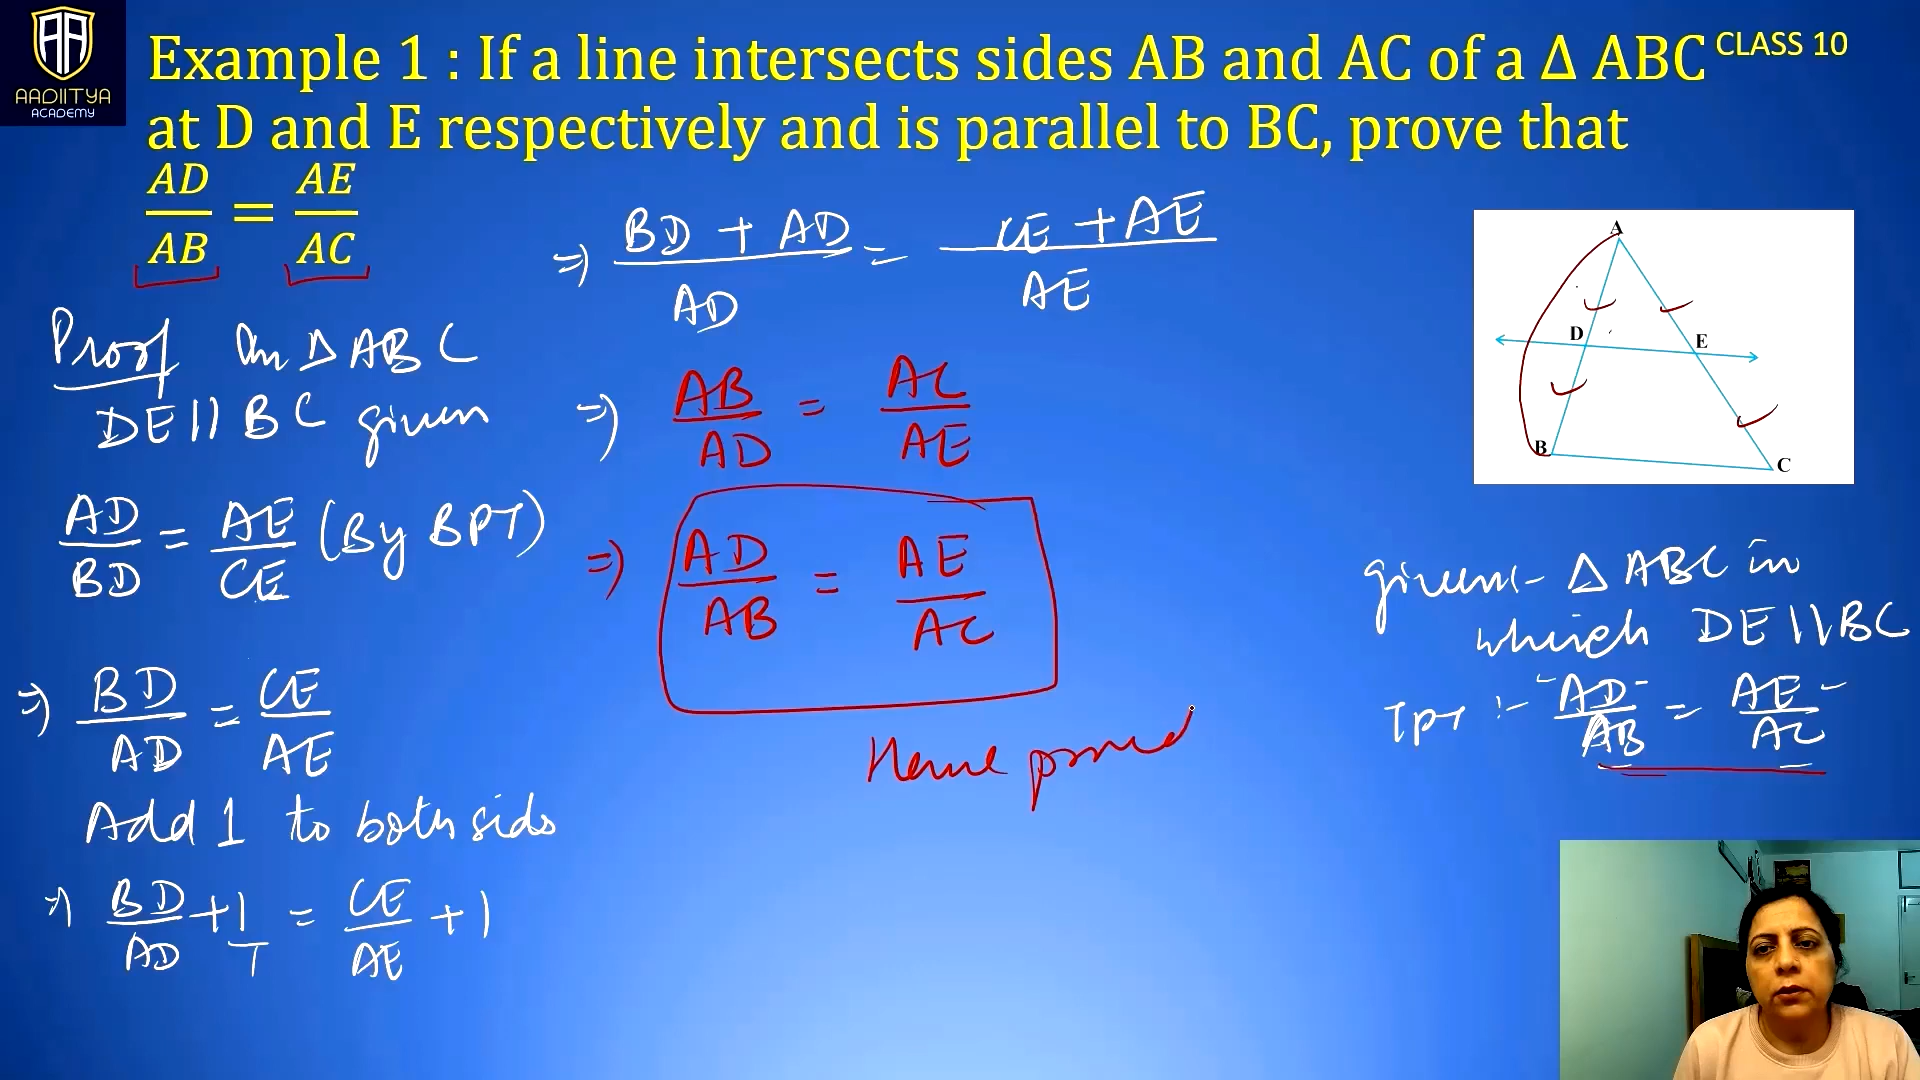 AADIITYA
ACADEMY
CLASS 10
Example 1 : If a line intersects sides AB and AC of a Δ ABC
at D and E respectively and is parallel to BC, prove that
AD/AB = AE/AC
Proof In Δ ABC
DE || BC given
AD/BD = AE/CE (By BPT)
⇒ BD/AD = CE/AE
Add 1 to both sides
⇒ BD/AD + 1/1 = CE/AE + 1
⇒ BD + AD/AD = CE + AE/AE
⇒ AB/AD = AC/AE
⇒ AD/AB = AE/AC
Hence proved
A
D
E
B
C
given:- Δ ABC in
which DE || BC
TPT :- AD/AB = AE/AC